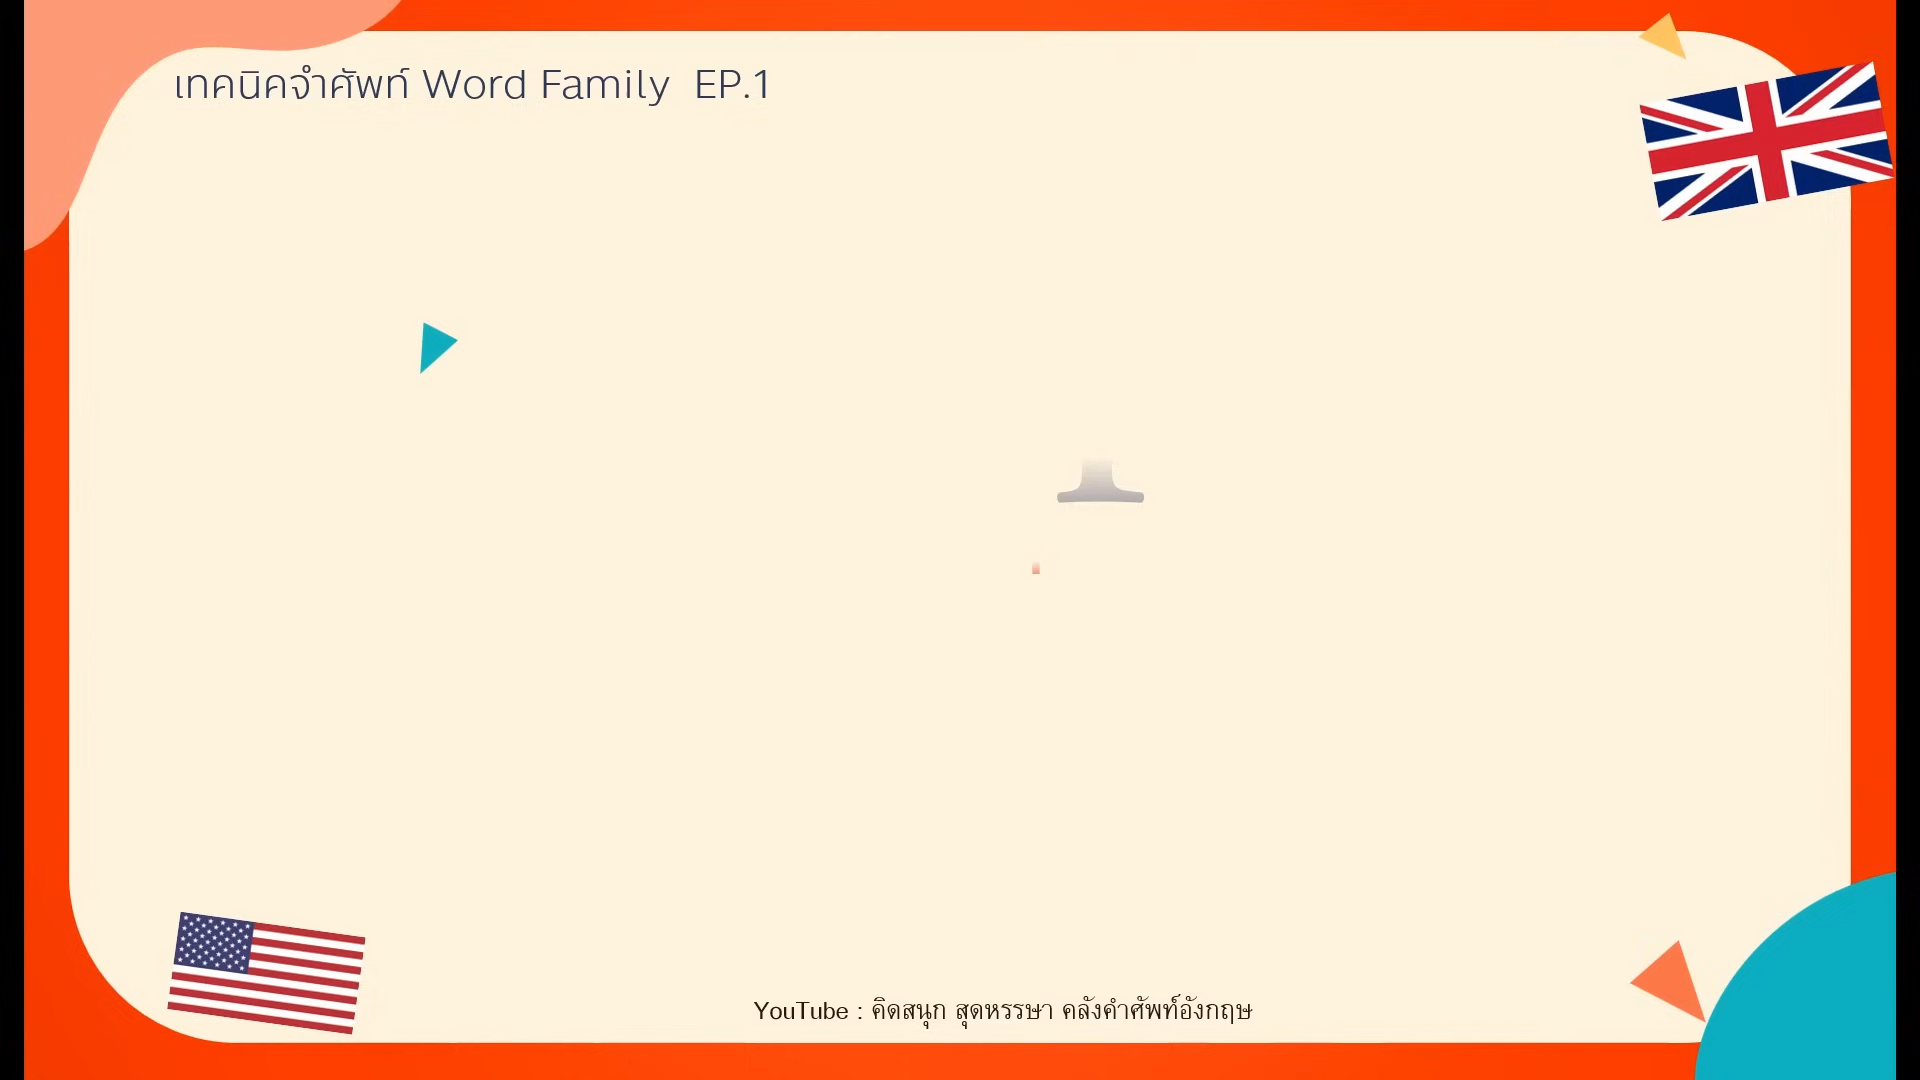 เทคนิคจำศัพท์ Word Family EP.1
YouTube : คิดสนุก สุดหรรษา คลังคำศัพท์อังกฤษ